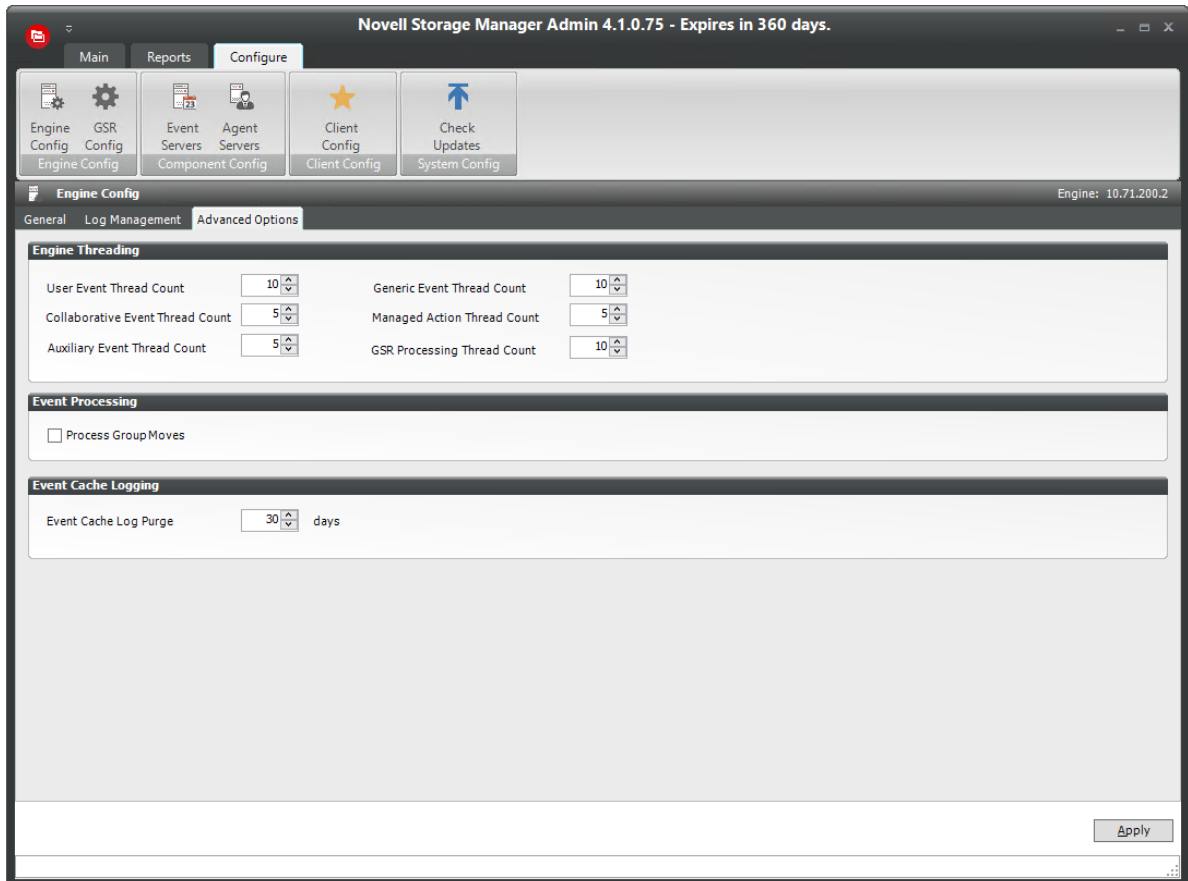 Novell Storage Manager Admin 4.1.0.75 - Expires in 360 days.
Main Reports Configure
Engine Config GSR Config Event Servers Agent Servers Client Config Check Updates
Engine Config Component Config Client Config System Config
Engine Config Engine: 10.71.200.2
General Log Management Advanced Options
Engine Threading
User Event Thread Count 10 Generic Event Thread Count 10
Collaborative Event Thread Count 5 Managed Action Thread Count 5
Auxiliary Event Thread Count 5 GSR Processing Thread Count 10
Event Processing
Process Group Moves
Event Cache Logging
Event Cache Log Purge 30 days
Apply